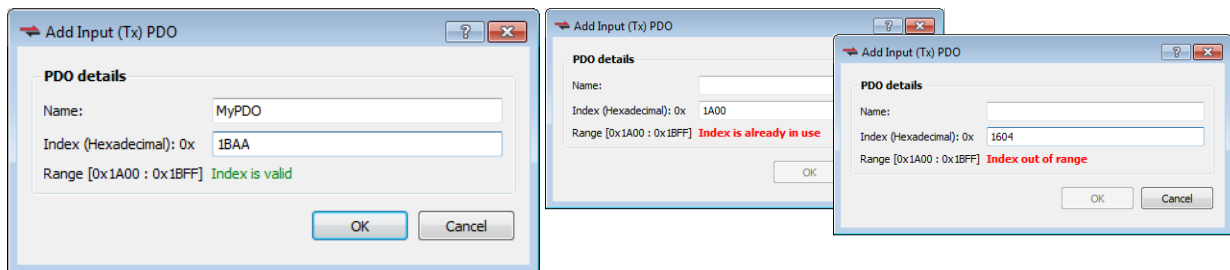 Add Input (Tx) PDO
PDO details
Name: MyPDO
Index (Hexadecimal): 0x 1BAA
Range [0x1A00 : 0x1BFF] Index is valid
OK Cancel
Add Input (Tx) PDO
PDO details
Name:
Index (Hexadecimal): 0x 1A00
Range [0x1A00 : 0x1BFF] Index is already in use
OK
Add Input (Tx) PDO
PDO details
Name:
Index (Hexadecimal): 0x 1604
Range [0x1A00 : 0x1BFF] Index out of range
OK Cancel